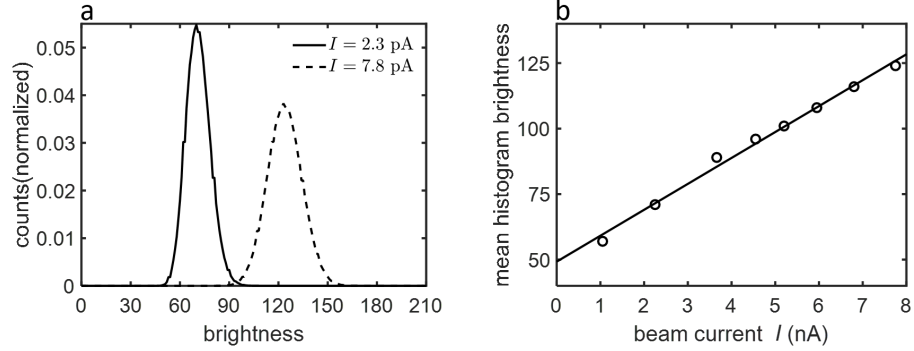 a
counts(normalized)
0.05
0.04
0.03
0.02
0.01
0
I = 2.3 pA
I = 7.8 pA
0 30 60 90 120 150 180 210
brightness
b
mean histogram brightness
125
100
75
50
0 1 2 3 4 5 6 7 8
beam current I (nA)